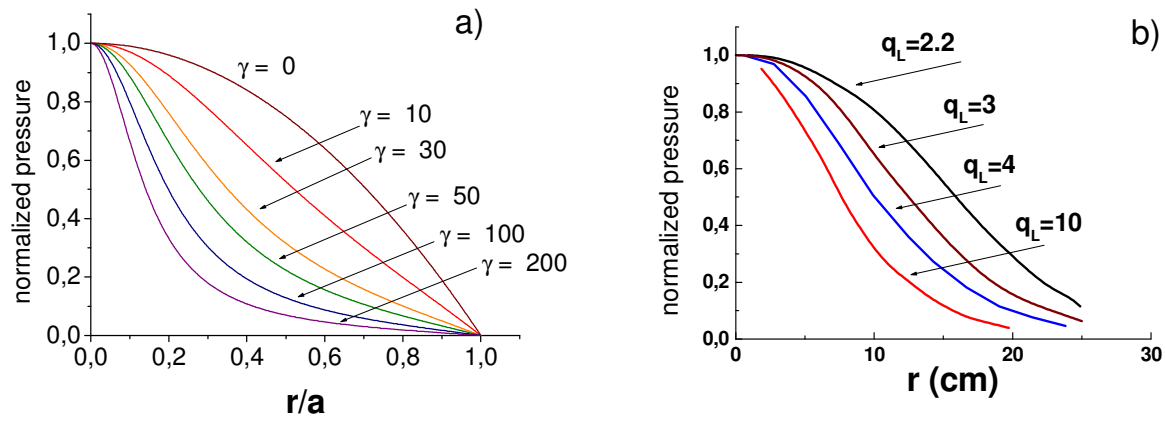 a)
normalized pressure
1,0
0,8
0,6
0,4
0,2
0,0
0,0 0,2 0,4 0,6 0,8 1,0
r/a
γ = 0
γ = 10
γ = 30
γ = 50
γ = 100
γ = 200
b)
normalized pressure
1,0
0,8
0,6
0,4
0,2
0,0
0 10 20 30
r (cm)
qL=2.2
qL=3
qL=4
qL=10